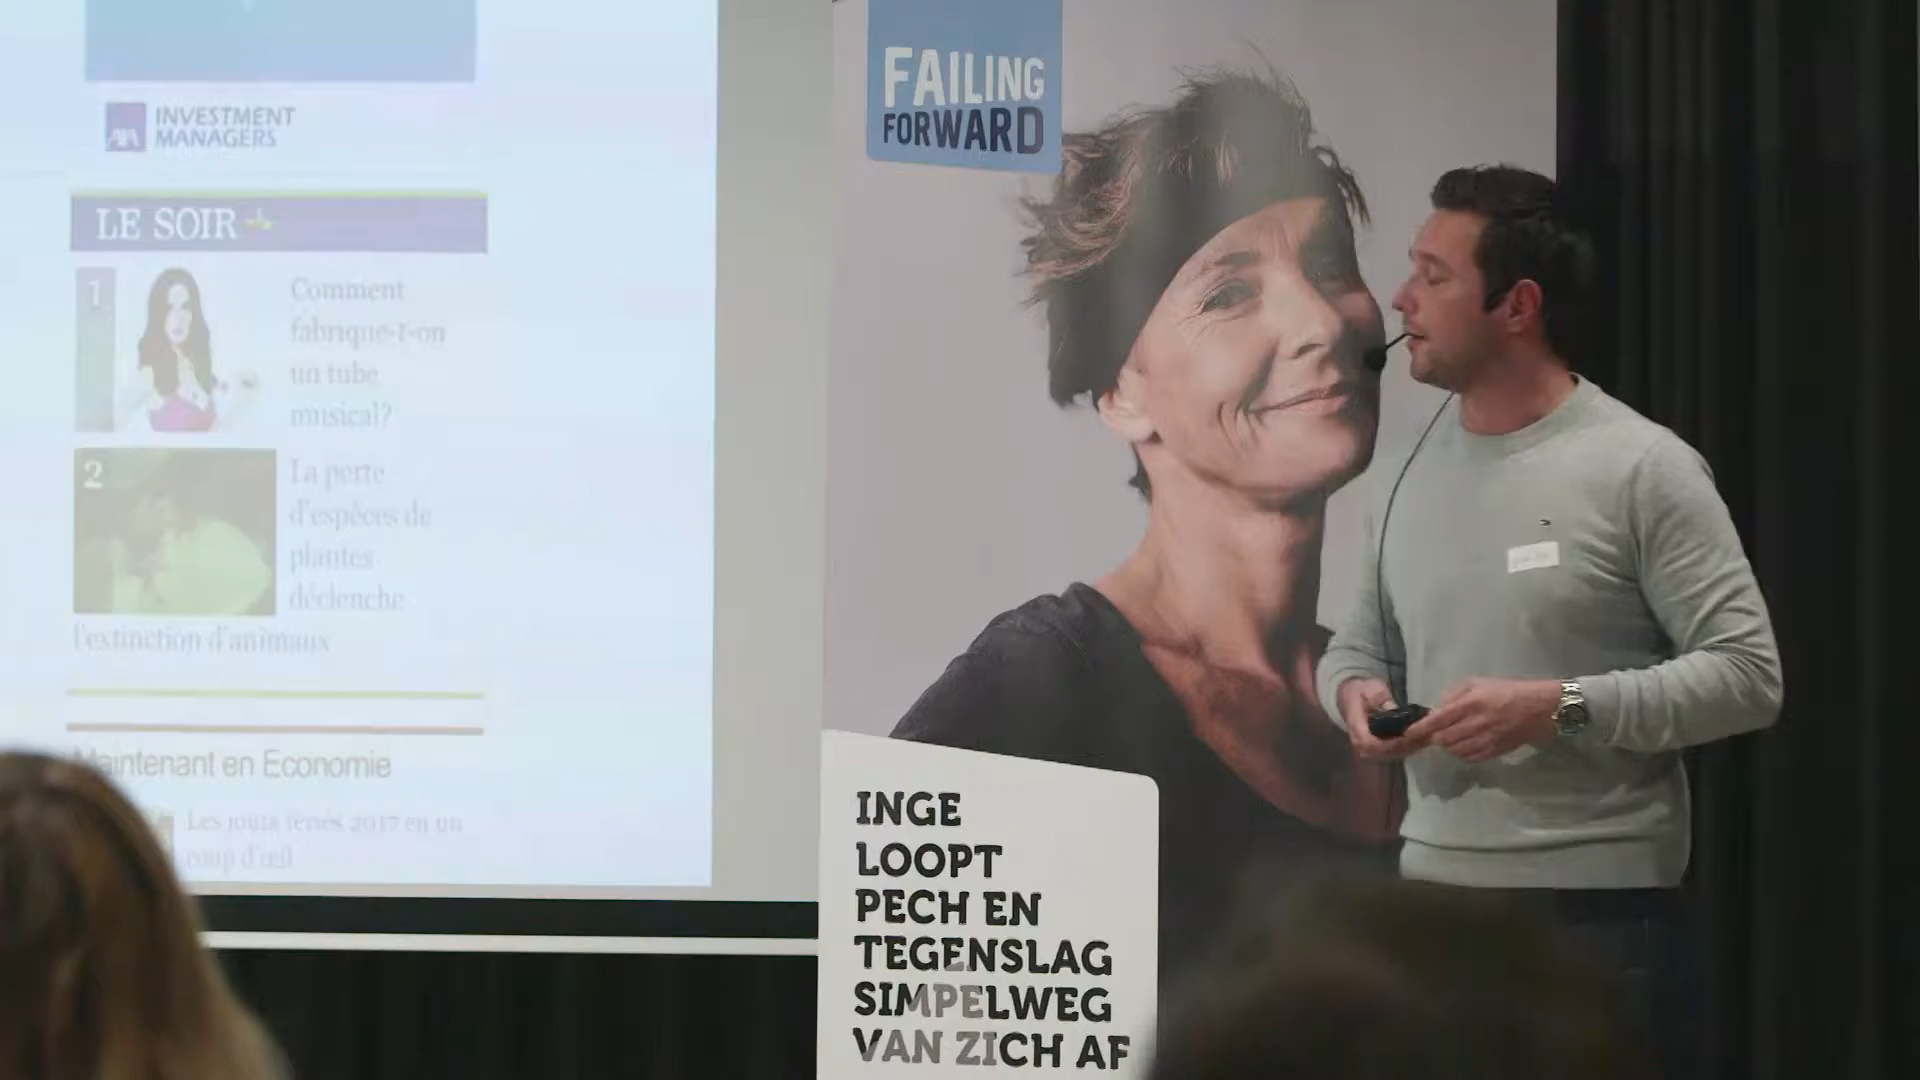 INVESTMENT
MANAGERS
AXA
LE SOIR+
1
Comment
fabrique-t-on
un tube
musical?
2
La perte
d'espèces de
plantes
déclenche
l'extinction d'animaux
Maintenant en Economie
Les jours fériés 2017 en un
coup d'œil
FAILING
FORWARD
INGE
LOOPT
PECH EN
TEGENSLAG
SIMPELWEG
VAN ZICH AF